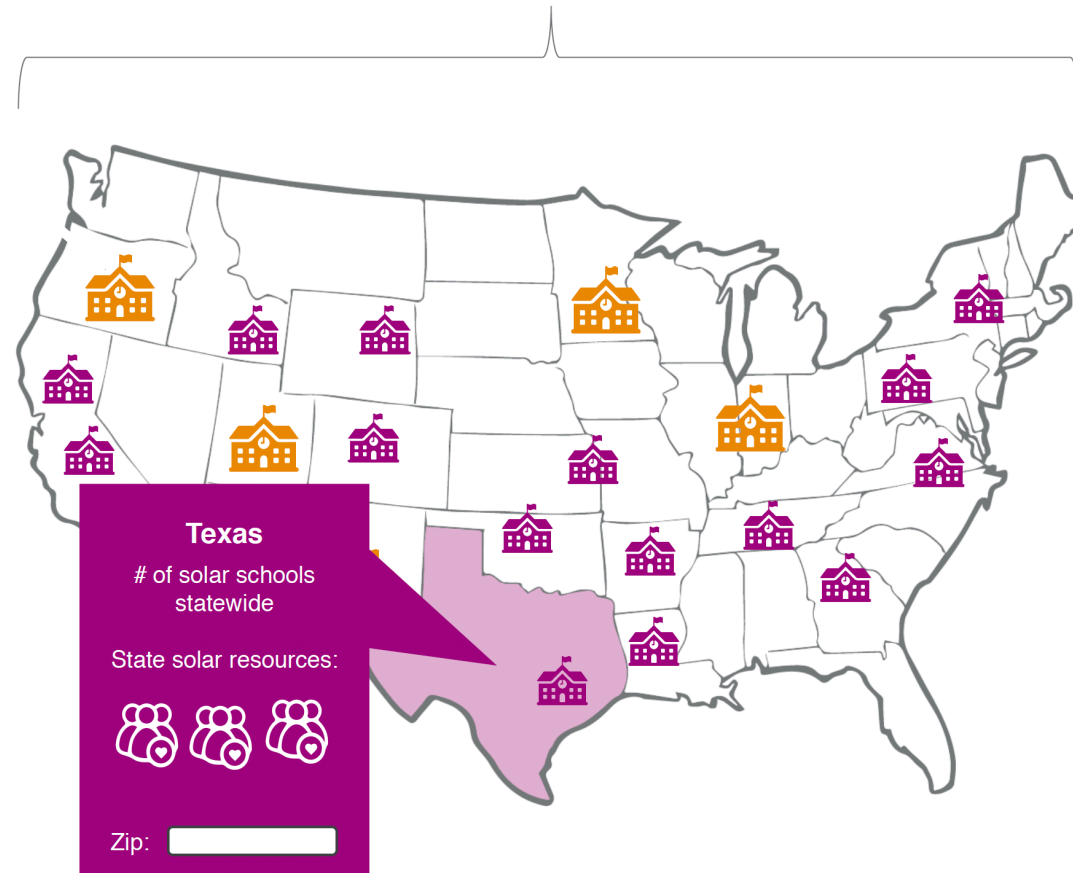 Texas
# of solar schools
statewide
State solar resources:
Zip: